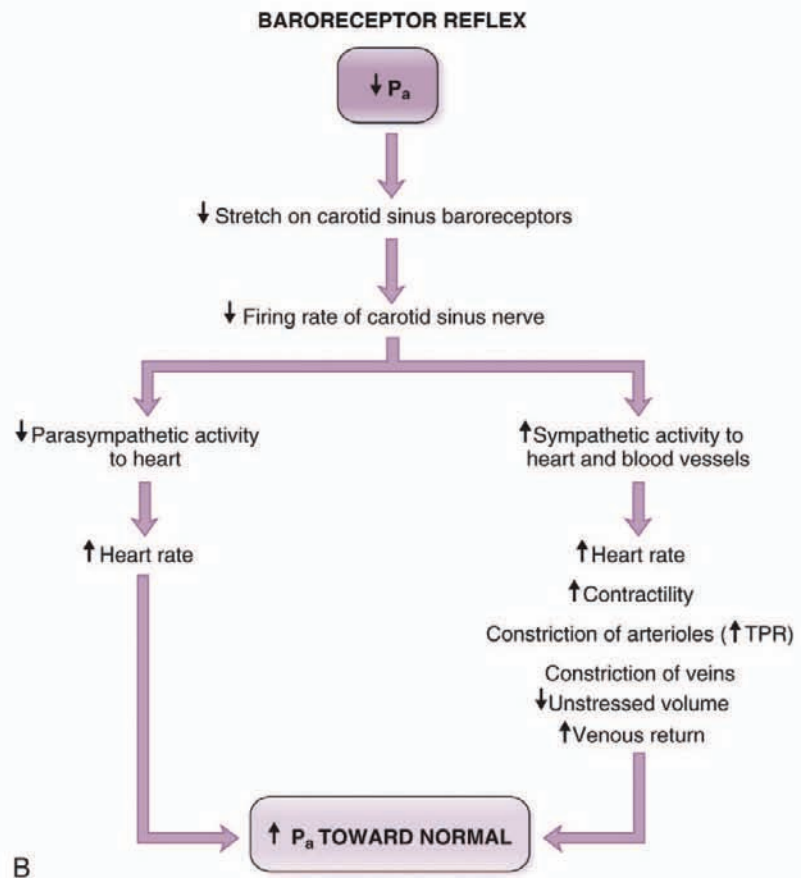 BARORECEPTOR REFLEX
↓ Pa
↓ Stretch on carotid sinus baroreceptors
↓ Firing rate of carotid sinus nerve
↓ Parasympathetic activity
to heart
↑ Heart rate
↑ Sympathetic activity to
heart and blood vessels
↑ Heart rate
↑ Contractility
Constriction of arterioles (↑ TPR)
Constriction of veins
↓ Unstressed volume
↑ Venous return
↑ Pa TOWARD NORMAL
B